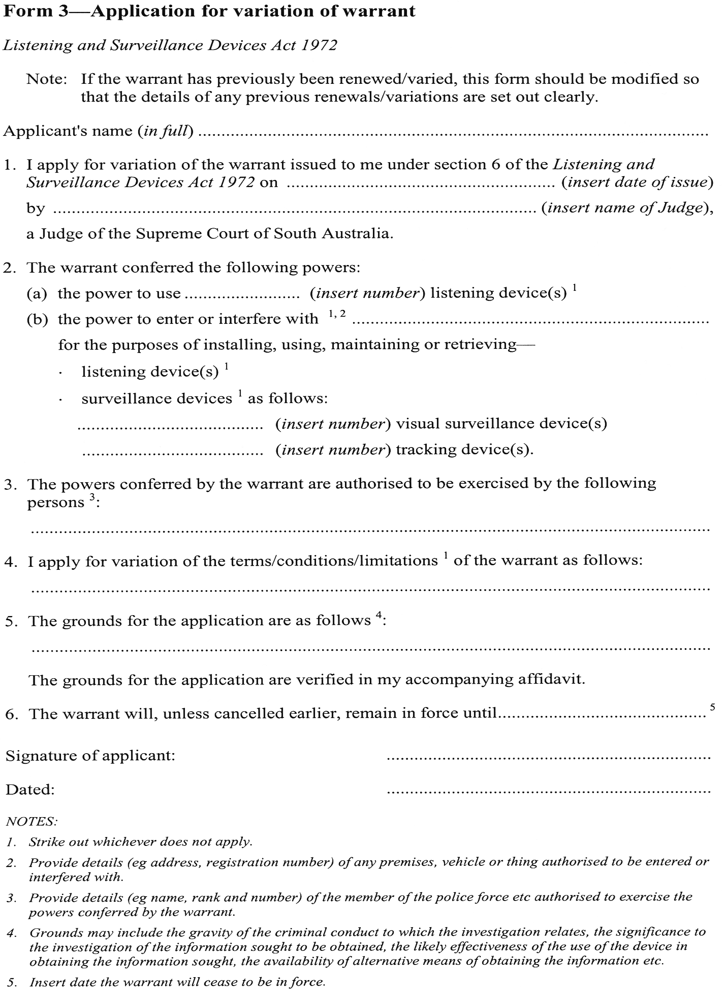 Form 3—Application for variation of warrant
Listening and Surveillance Devices Act 1972
Note: If the warrant has previously been renewed/varied, this form should be modified so
that the details of any previous renewals/variations are set out clearly.
Applicant's name (in full) ..............................................................................................................
1. I apply for variation of the warrant issued to me under section 6 of the Listening and
Surveillance Devices Act 1972 on .......................................................... (insert date of issue)
by ........................................................................................................ (insert name of Judge),
a Judge of the Supreme Court of South Australia.
2. The warrant conferred the following powers:
(a) the power to use ......................... (insert number) listening device(s) 1
(b) the power to enter or interfere with 1, 2 .............................................................................
for the purposes of installing, using, maintaining or retrieving—
· listening device(s) 1
· surveillance devices 1 as follows:
........................................ (insert number) visual surveillance device(s)
....................................... (insert number) tracking device(s).
3. The powers conferred by the warrant are authorised to be exercised by the following
persons 3:
..................................................................................................................................................
4. I apply for variation of the terms/conditions/limitations 1 of the warrant as follows:
..................................................................................................................................................
5. The grounds for the application are as follows 4:
..................................................................................................................................................
The grounds for the application are verified in my accompanying affidavit.
6. The warrant will, unless cancelled earlier, remain in force until............................................. 5
Signature of applicant: ......................................................................
Dated: ......................................................................
NOTES:
1. Strike out whichever does not apply.
2. Provide details (eg address, registration number) of any premises, vehicle or thing authorised to be entered or
interfered with.
3. Provide details (eg name, rank and number) of the member of the police force etc authorised to exercise the
powers conferred by the warrant.
4. Grounds may include the gravity of the criminal conduct to which the investigation relates, the significance to
the investigation of the information sought to be obtained, the likely effectiveness of the use of the device in
obtaining the information sought, the availability of alternative means of obtaining the information etc.
5. Insert date the warrant will cease to be in force.